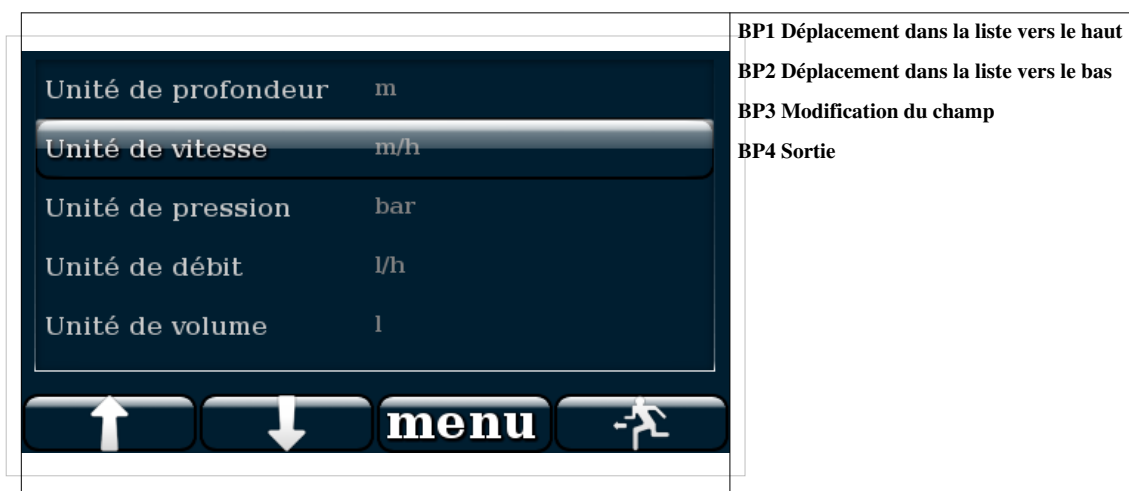 Unité de profondeur m
Unité de vitesse m/h
Unité de pression bar
Unité de débit l/h
Unité de volume l
menu
BP1 Déplacement dans la liste vers le haut
BP2 Déplacement dans la liste vers le bas
BP3 Modification du champ
BP4 Sortie